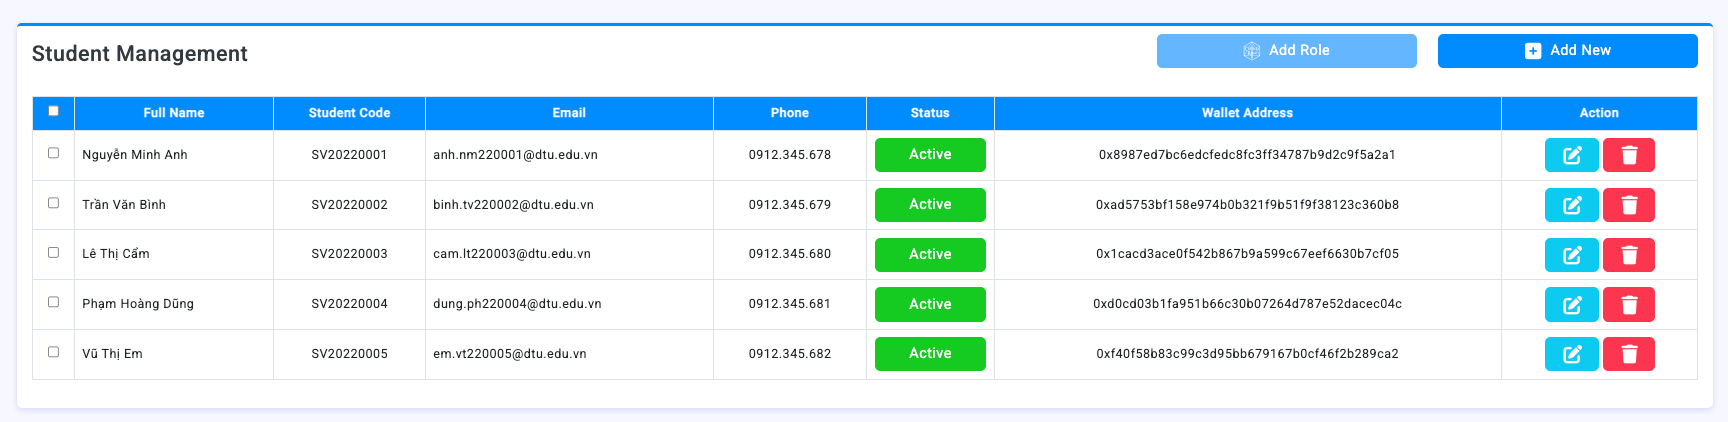 Student Management
Add Role
Add New
Full Name Student Code Email Phone Status Wallet Address Action
Nguyễn Minh Anh SV20220001 anh.nm220001@dtu.edu.vn 0912.345.678 Active 0x8987ed7bc6edcfedc8fc3ff34787b9d2c9f5a2a1
Trần Văn Bình SV20220002 binh.tv220002@dtu.edu.vn 0912.345.679 Active 0xad5753bf158e974b0b321f9b51f9f38123c360b8
Lê Thị Cẩm SV20220003 cam.lt220003@dtu.edu.vn 0912.345.680 Active 0x1cacd3ace0f542b867b9a599c67eef6630b7cf05
Phạm Hoàng Dũng SV20220004 dung.ph220004@dtu.edu.vn 0912.345.681 Active 0xd0cd03b1fa951b66c30b07264d787e52dacec04c
Vũ Thị Em SV20220005 em.vt220005@dtu.edu.vn 0912.345.682 Active 0xf40f58b83c99c3d95bb679167b0cf46f2b289ca2